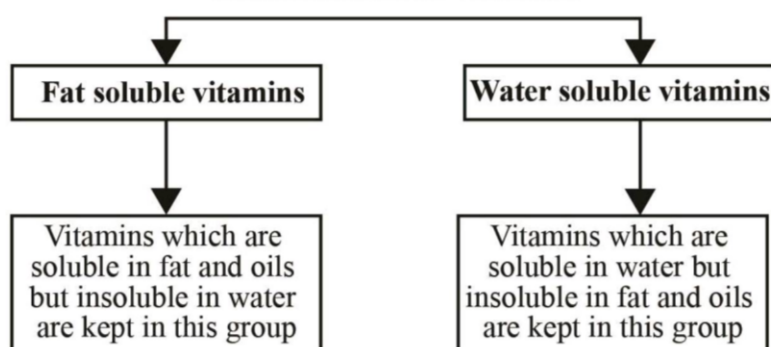 Fat soluble vitamins
Water soluble vitamins
Vitamins which are
soluble in fat and oils
but insoluble in water
are kept in this group
Vitamins which are
soluble in water but
insoluble in fat and oils
are kept in this group